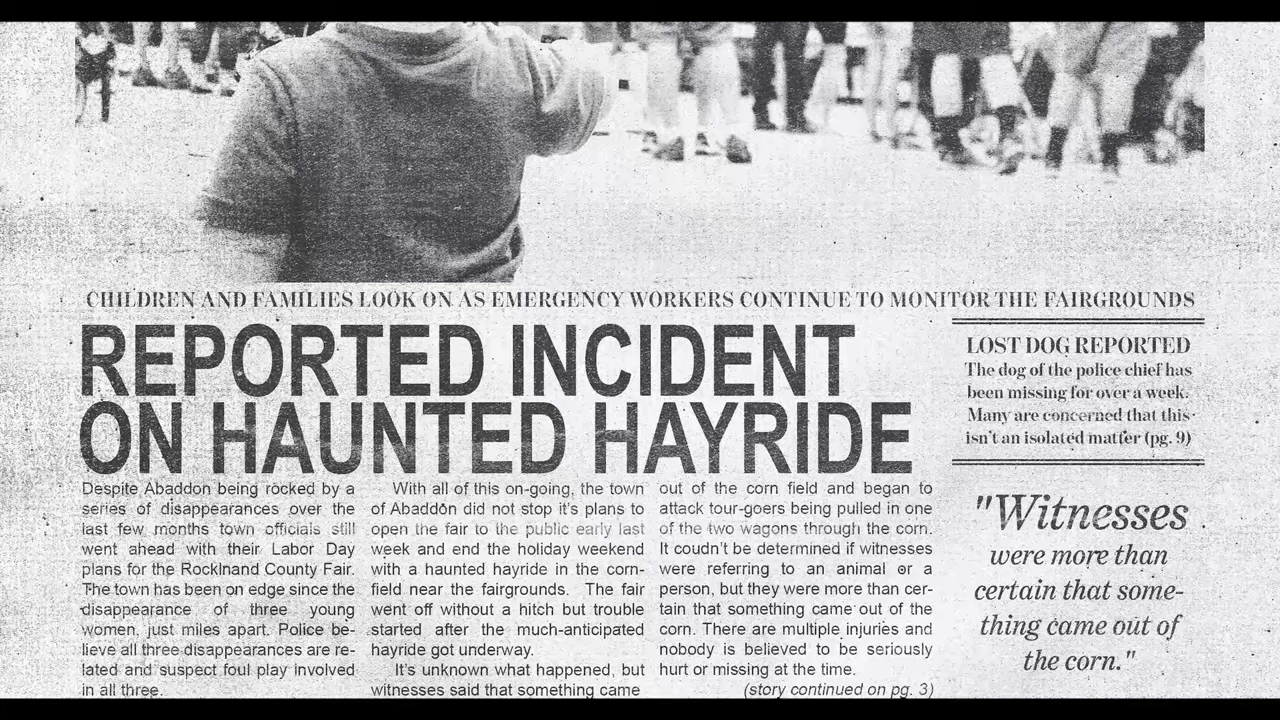 CHILDREN AND FAMILIES LOOK ON AS EMERGENCY WORKERS CONTINUE TO MONITOR THE FAIRGROUNDS
REPORTED INCIDENT
ON HAUNTED HAYRIDE
Despite Abaddon being rocked by a
series of disappearances over the
last few months town officials still
went ahead with their Labor Day
plans for the Rocklnand County Fair.
The town has been on edge since the
disappearance of three young
women, just miles apart. Police be-
lieve all three disappearances are re-
lated and suspect foul play involved
in all three.
With all of this on-going, the town
of Abaddon did not stop it's plans to
open the fair to the public early last
week and end the holiday weekend
with a haunted hayride in the corn-
field near the fairgrounds. The fair
went off without a hitch but trouble
started after the much-anticipated
hayride got underway.
It's unknown what happened, but
witnesses said that something came
out of the corn field and began to
attack tour-goers being pulled in one
of the two wagons through the corn.
It coudn't be determined if witnesses
were referring to an animal or a
person, but they were more than cer-
tain that something came out of the
corn. There are multiple injuries and
nobody is believed to be seriously
hurt or missing at the time.
(story continued on pg. 3)
LOST DOG REPORTED
The dog of the police chief has
been missing for over a week.
Many are concerned that this
isn't an isolated matter (pg. 9)
"Witnesses
were more than
certain that some-
thing came out of
the corn."